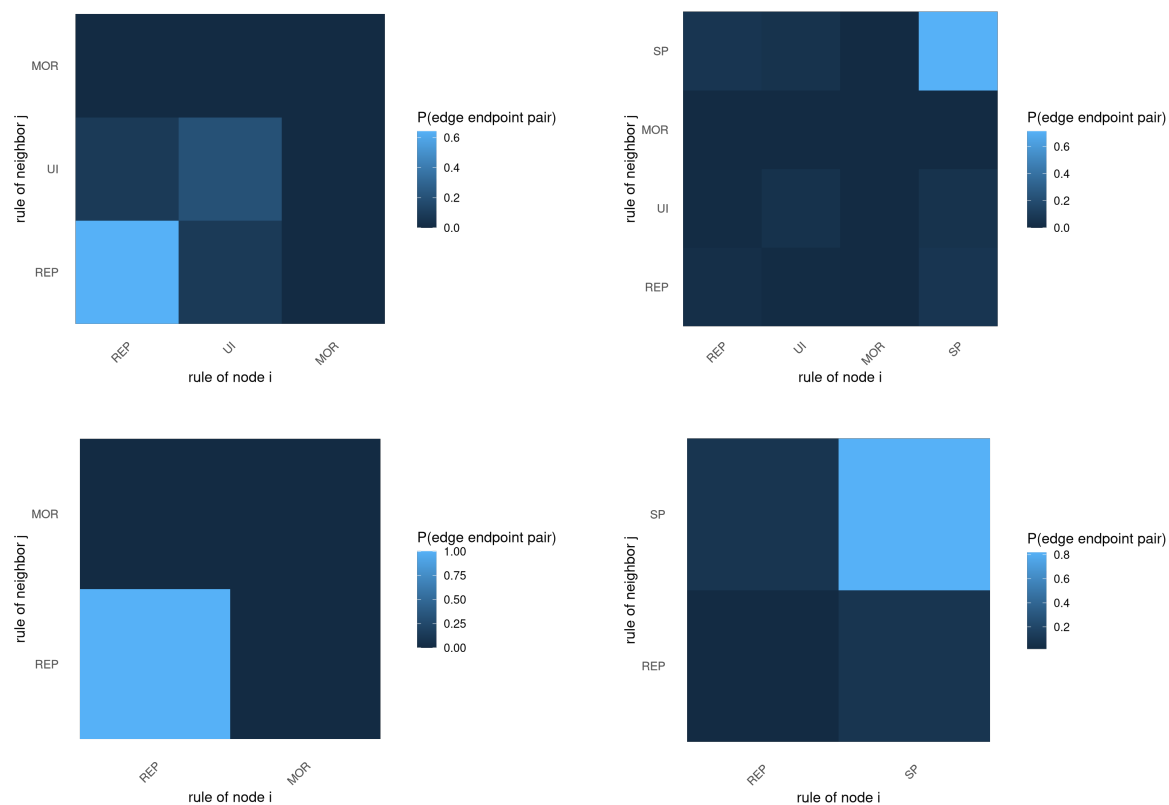 MOR
UI
REP
rule of neighbor j
REP
UI
MOR
rule of node i
P(edge endpoint pair)
0.6
0.4
0.2
0.0
SP
MOR
UI
REP
rule of neighbor j
REP
UI
MOR
SP
rule of node i
P(edge endpoint pair)
0.6
0.4
0.2
0.0
MOR
REP
rule of neighbor j
REP
MOR
rule of node i
P(edge endpoint pair)
1.00
0.75
0.50
0.25
0.00
SP
REP
rule of neighbor j
REP
SP
rule of node i
P(edge endpoint pair)
0.8
0.6
0.4
0.2